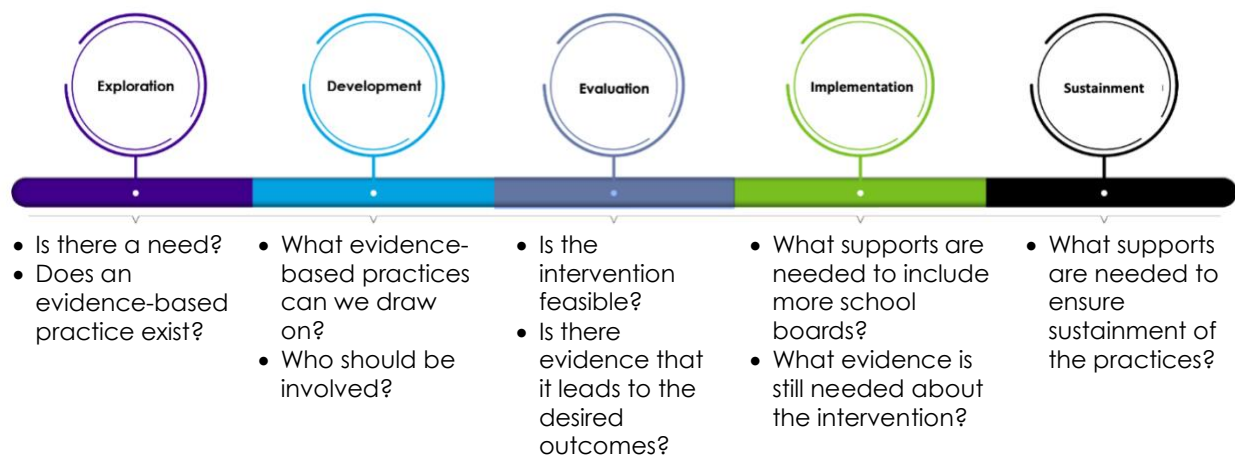 Exploration
Development
Evaluation
Implementation
Sustainment
• Is there a need?
• Does an
evidence-based
practice exist?
• What evidence-
based practices
can we draw
on?
• Who should be
involved?
• Is the
intervention
feasible?
• Is there
evidence that
it leads to the
desired
outcomes?
• What supports are
needed to include
more school
boards?
• What evidence is
still needed about
the intervention?
• What supports
are needed to
ensure
sustainment of
the practices?